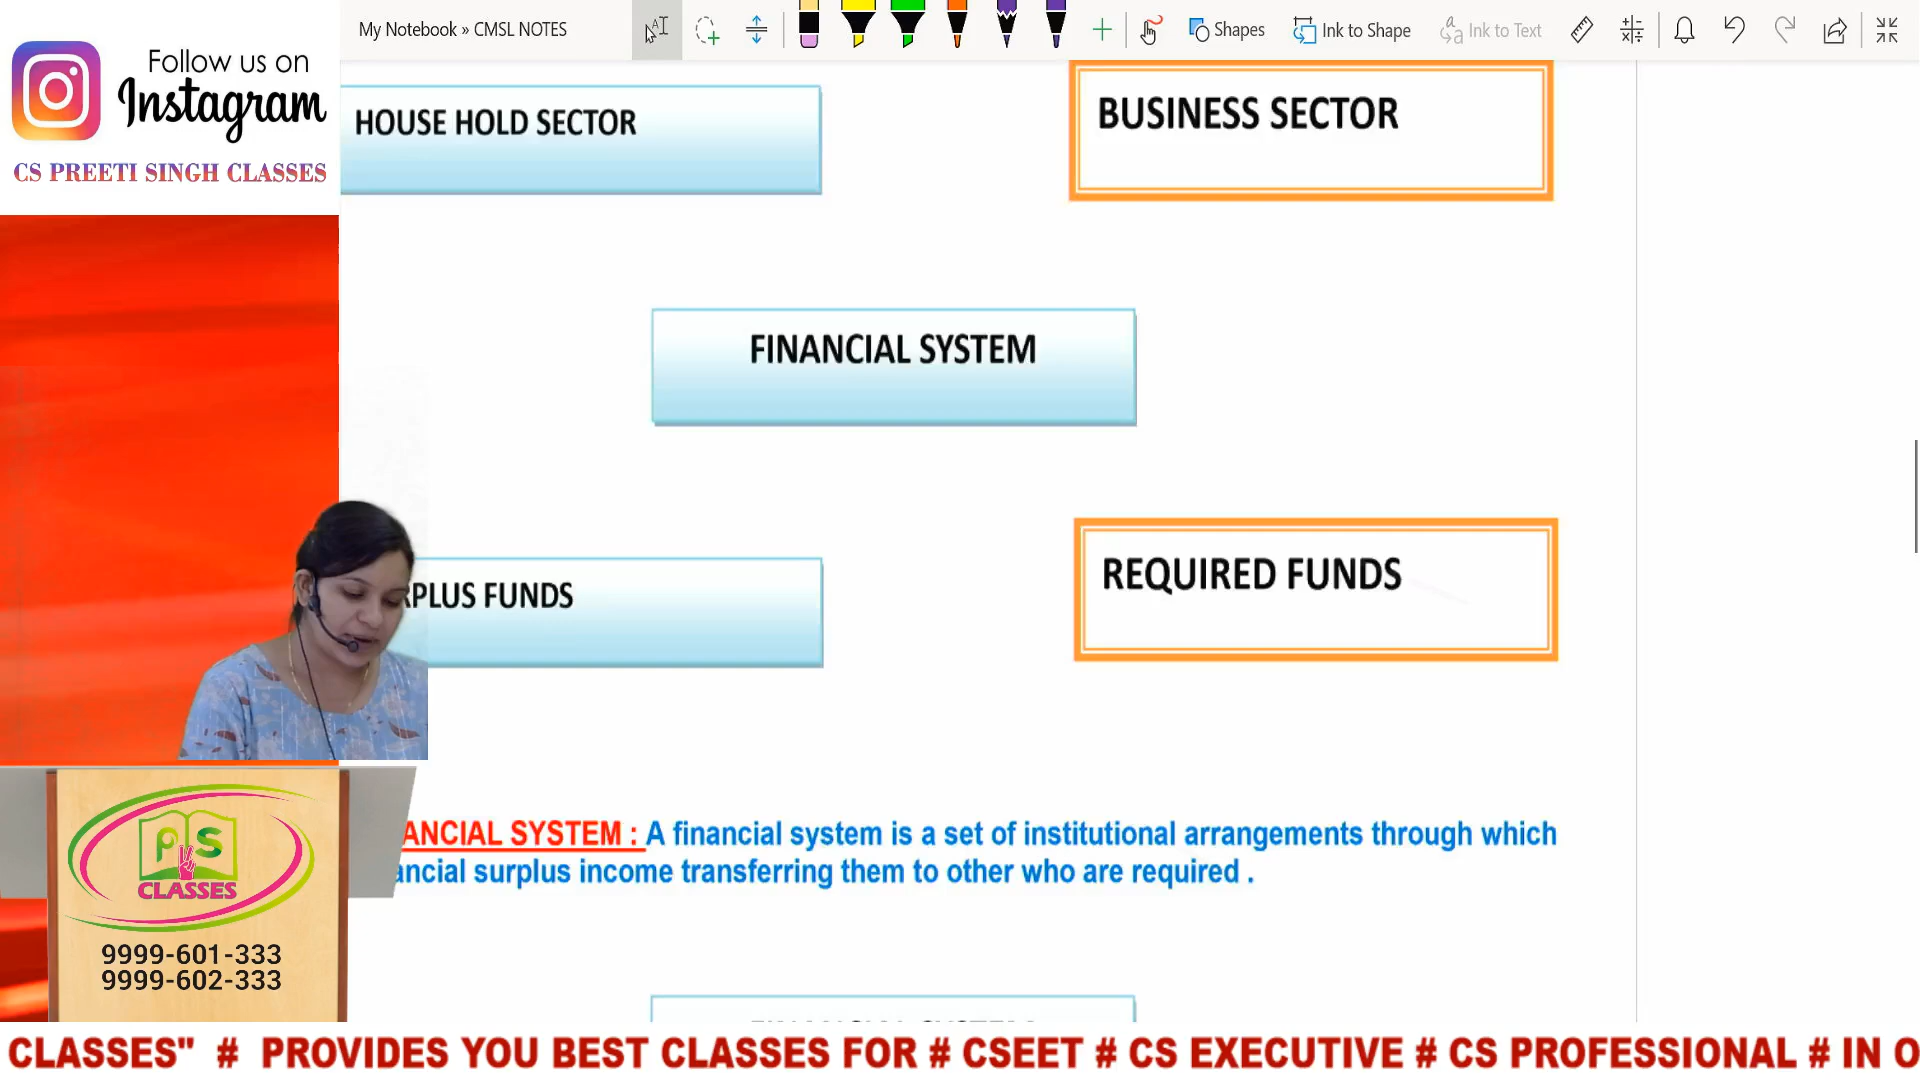 My Notebook » CMSL NOTES
Shapes
Ink to Shape
Ink to Text
Follow us on
Instagram
CS PREETI SINGH CLASSES
HOUSE HOLD SECTOR
BUSINESS SECTOR
FINANCIAL SYSTEM
RPLUS FUNDS
REQUIRED FUNDS
ANCIAL SYSTEM : A financial system is a set of institutional arrangements through which
ancial surplus income transferring them to other who are required .
PS
CLASSES
9999-601-333
9999-602-333
CLASSES" # PROVIDES YOU BEST CLASSES FOR # CSEET # CS EXECUTIVE # CS PROFESSIONAL # IN O